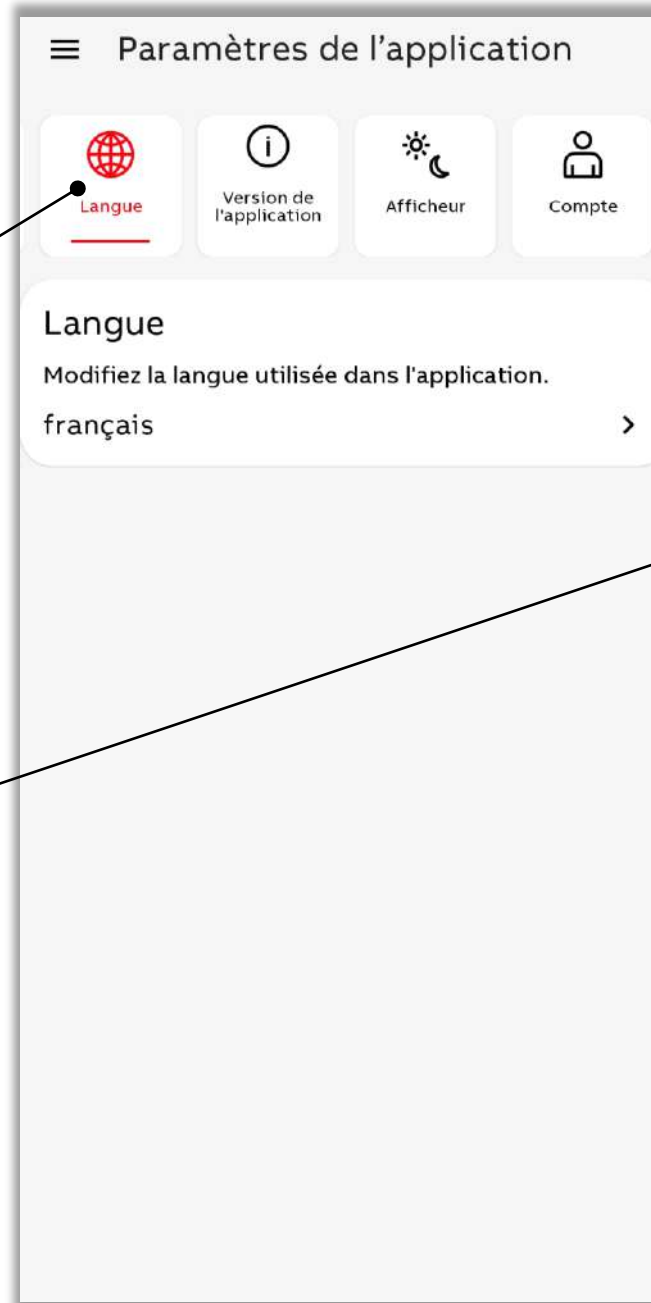 Paramètres de l’application
Langue
Version de
l'application
Afficheur
Compte
Langue
Modifiez la langue utilisée dans l'application.
français